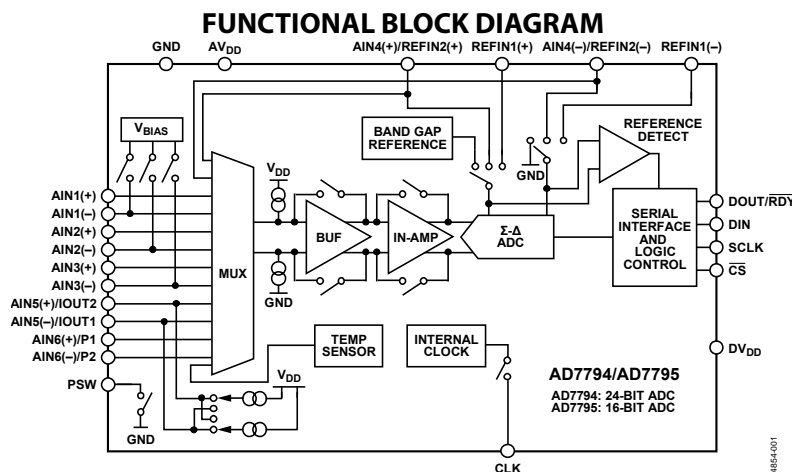 FUNCTIONAL BLOCK DIAGRAM
GND
AVDD
AIN4(+)/REFIN2(+)
REFIN1(+)
AIN4(–)/REFIN2(–)
REFIN1(–)
VBIAS
BAND GAP
REFERENCE
GND
REFERENCE
DETECT
VDD
AIN1(+)
AIN1(–)
AIN2(+)
AIN2(–)
AIN3(+)
AIN3(–)
AIN5(+)/IOUT2
AIN5(–)/IOUT1
AIN6(+)/P1
AIN6(–)/P2
PSW
GND
MUX
BUF
IN-AMP
Σ-Δ
ADC
SERIAL
INTERFACE
AND
LOGIC
CONTROL
DOUT/RDY
DIN
SCLK
CS
GND
TEMP
SENSOR
INTERNAL
CLOCK
VDD
DVDD
AD7794/AD7795
AD7794: 24-BIT ADC
AD7795: 16-BIT ADC
CLK
4854-001